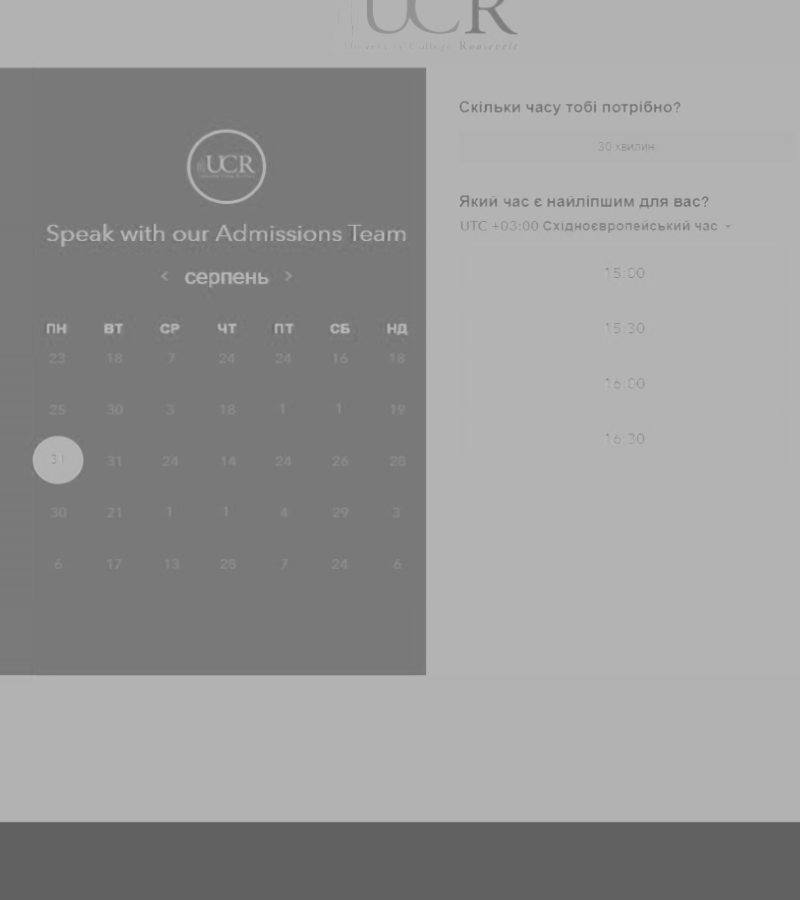 UCR
University College Roosevelt
UCR
Speak with our Admissions Team
< серпень >
ПН ВТ СР ЧТ ПТ СБ НД
23 18 7 24 24 16 18
25 30 3 18 1 1 19
31 31 24 14 24 26 28
30 21 1 1 4 29 3
6 17 13 28 7 24 6
Скільки часу тобі потрібно?
30 хвилин
Який час є найліпшим для вас?
UTC +03:00 Східноєвропейський час
15:00
15:30
16:00
16:30